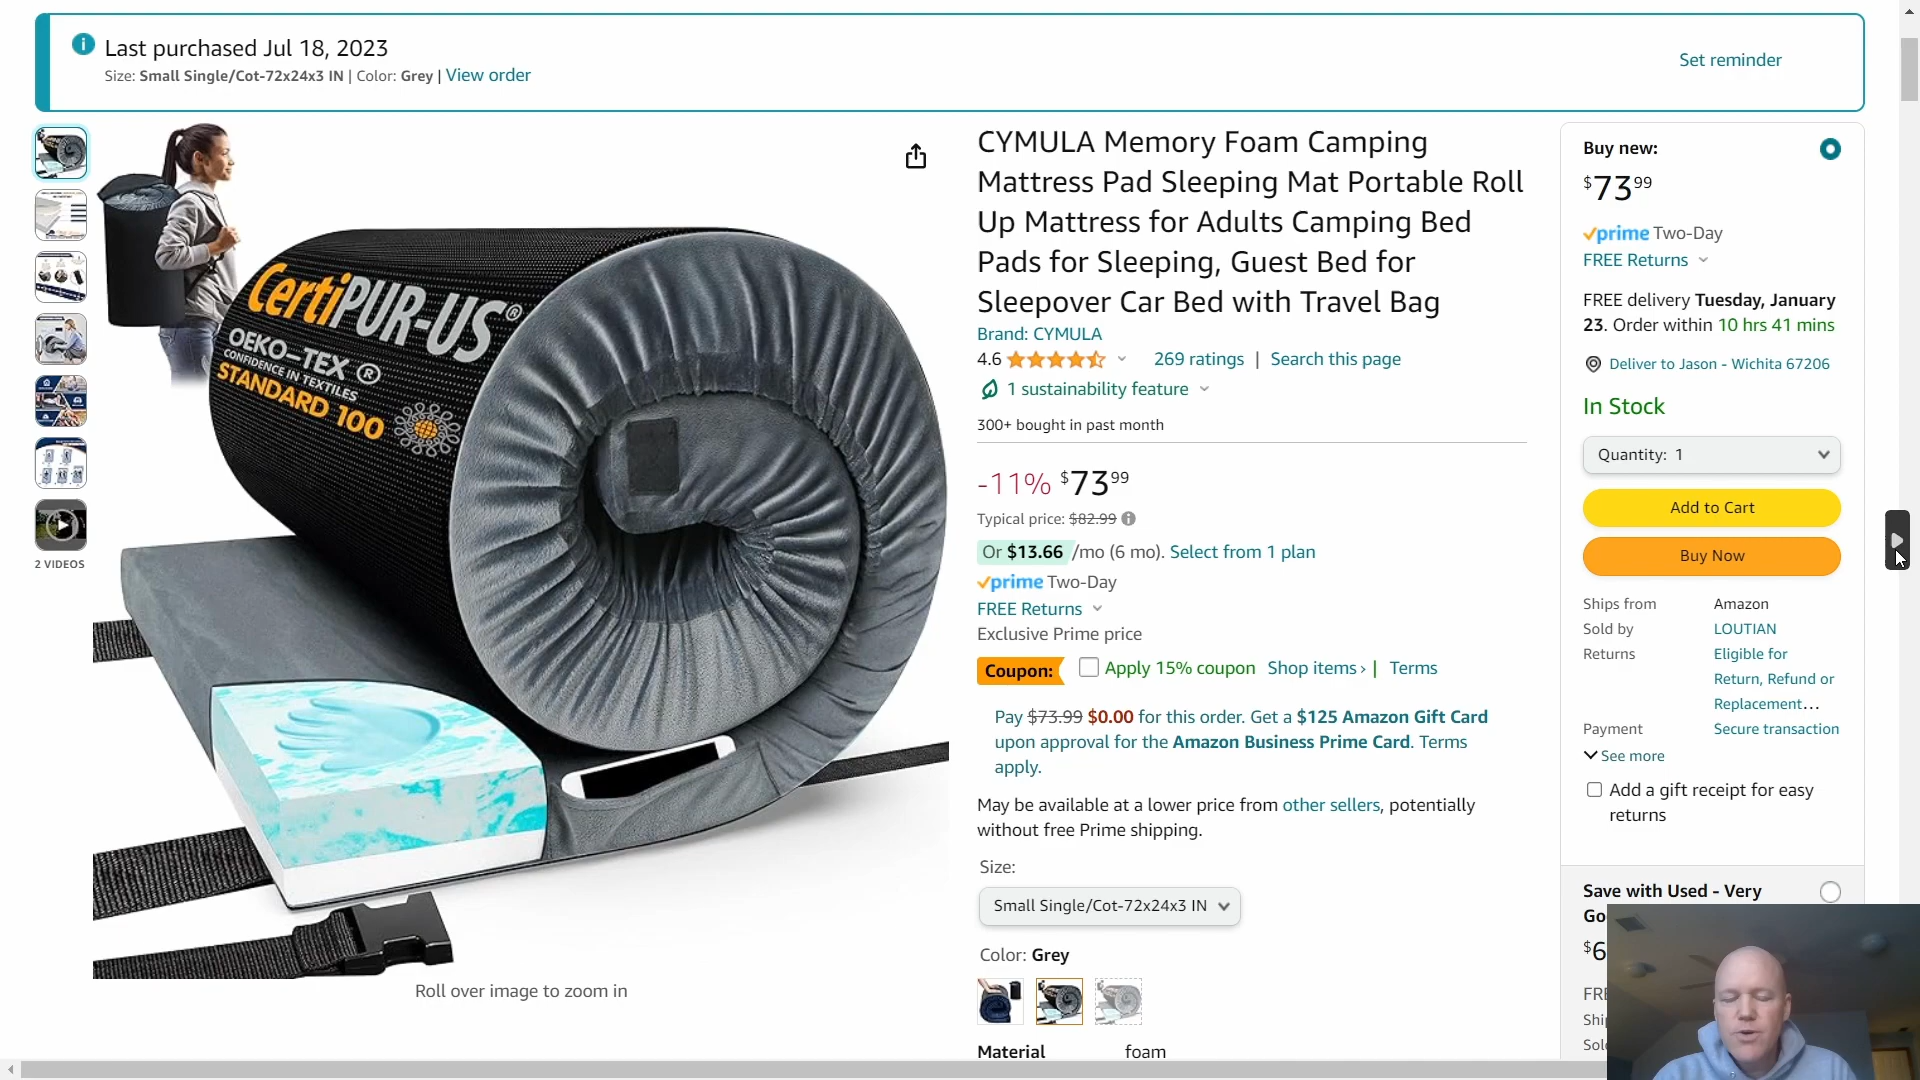 Last purchased Jul 18, 2023
Size: Small Single/Cot-72x24x3 IN | Color: Grey | View order
Set reminder
CertiPUR-US®
OEKO-TEX ®
CONFIDENCE IN TEXTILES
STANDARD 100
2 VIDEOS
Roll over image to zoom in
CYMULA Memory Foam Camping
Mattress Pad Sleeping Mat Portable Roll
Up Mattress for Adults Camping Bed
Pads for Sleeping, Guest Bed for
Sleepover Car Bed with Travel Bag
Brand: CYMULA
4.6 269 ratings | Search this page
1 sustainability feature
300+ bought in past month
-11% $73 99
Typical price: $82.99
Or $13.66 /mo (6 mo). Select from 1 plan
prime Two-Day
FREE Returns
Exclusive Prime price
Coupon: Apply 15% coupon Shop items › | Terms
Pay $73.99 $0.00 for this order. Get a $125 Amazon Gift Card
upon approval for the Amazon Business Prime Card. Terms
apply.
May be available at a lower price from other sellers, potentially
without free Prime shipping.
Size:
Small Single/Cot-72x24x3 IN
Color: Grey
Material foam
Buy new:
$73 99
prime Two-Day
FREE Returns
FREE delivery Tuesday, January
23. Order within 10 hrs 41 mins
Deliver to Jason - Wichita 67206
In Stock
Quantity: 1
Add to Cart
Buy Now
Ships from Amazon
Sold by LOUTIAN
Returns Eligible for
Return, Refund or
Replacement...
Payment Secure transaction
See more
Add a gift receipt for easy
returns
Save with Used - Very
Go
$6
FRE
Ship
Sol